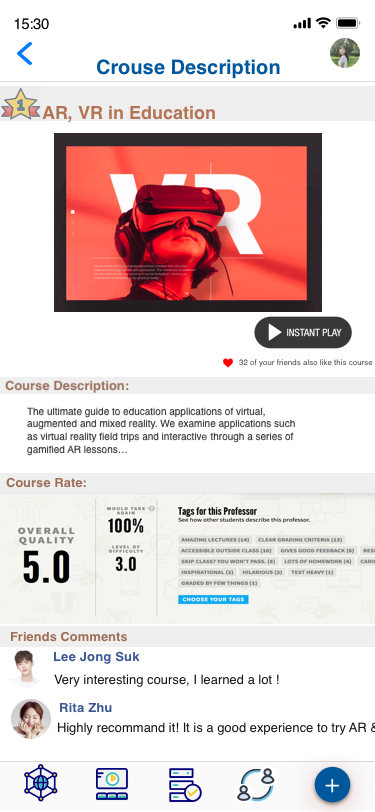 15:30
Crouse Description
1
AR, VR in Education
VR
INSTANT PLAY
32 of your friends also like this course
Course Description:
The ultimate guide to education applications of virtual,
augmented and mixed reality. We examine applications such
as virtual reality field trips and interactive through a series of
gamified AR lessons…
Course Rate:
OVERALL
QUALITY
5.0
WOULD TAKE
AGAIN
100%
LEVEL OF
DIFFICULTY
3.0
Tags for this Professor
See how other students describe this professor.
AMAZING LECTURES (14) CLEAR GRADING CRITERIA (13)
ACCESSIBLE OUTSIDE CLASS (10) GIVES GOOD FEEDBACK (6) RES
SKIP CLASS? YOU WON'T PASS. (5) LOTS OF HOMEWORK (4) CARI
INSPIRATIONAL (2) HILARIOUS (2) TEST HEAVY (1)
GRADED BY FEW THINGS (1)
CHOOSE YOUR TAGS
Friends Comments
Lee Jong Suk
Very interesting course, I learned a lot !
Rita Zhu
Highly recommand it! It is a good experience to try AR &